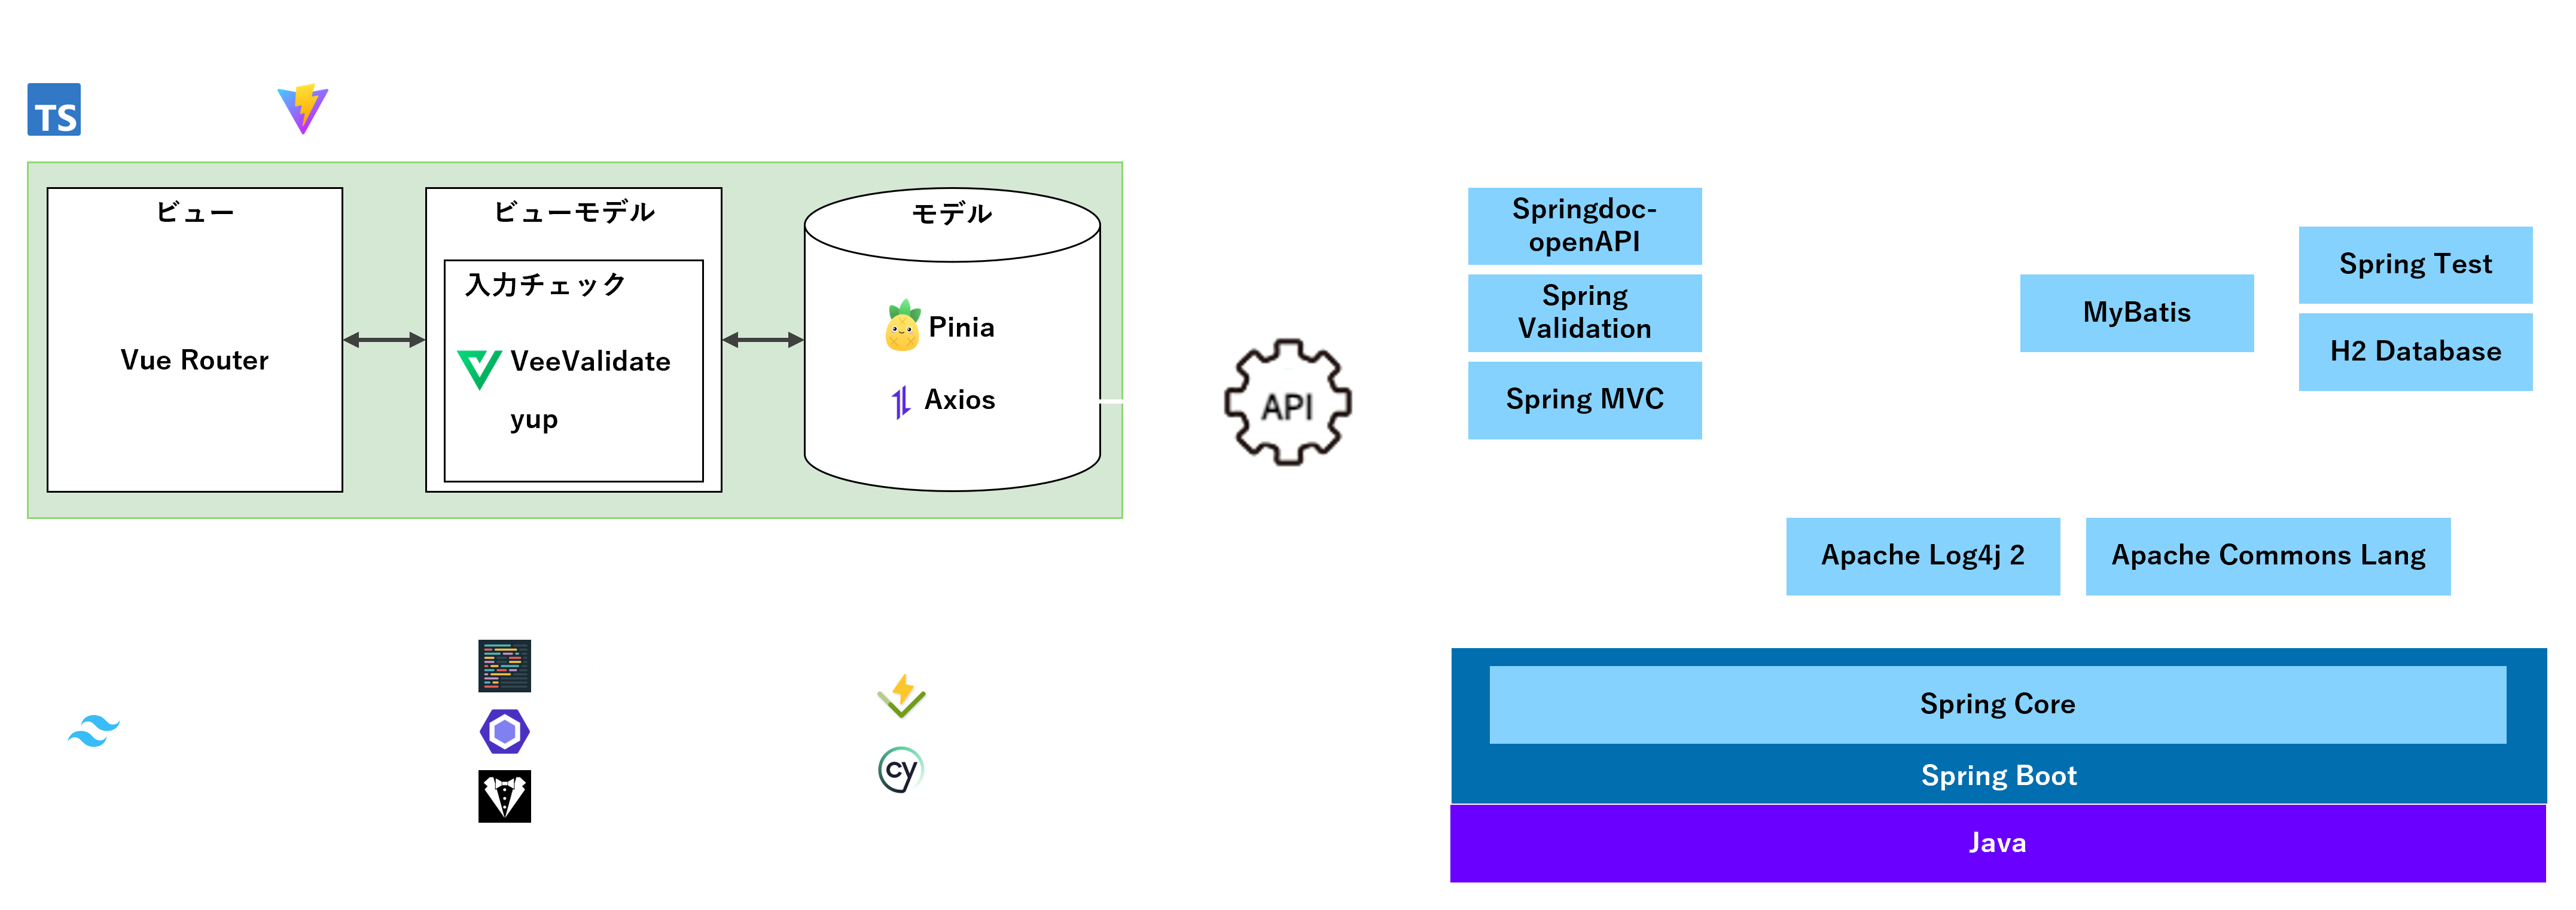 TS
ビュー
Vue Router
ビューモデル
入力チェック
VeeValidate
yup
モデル
Pinia
Axios
API
Springdoc-
openAPI
Spring
Validation
Spring MVC
MyBatis
Spring Test
H2 Database
Apache Log4j 2
Apache Commons Lang
cy
Spring Core
Spring Boot
Java